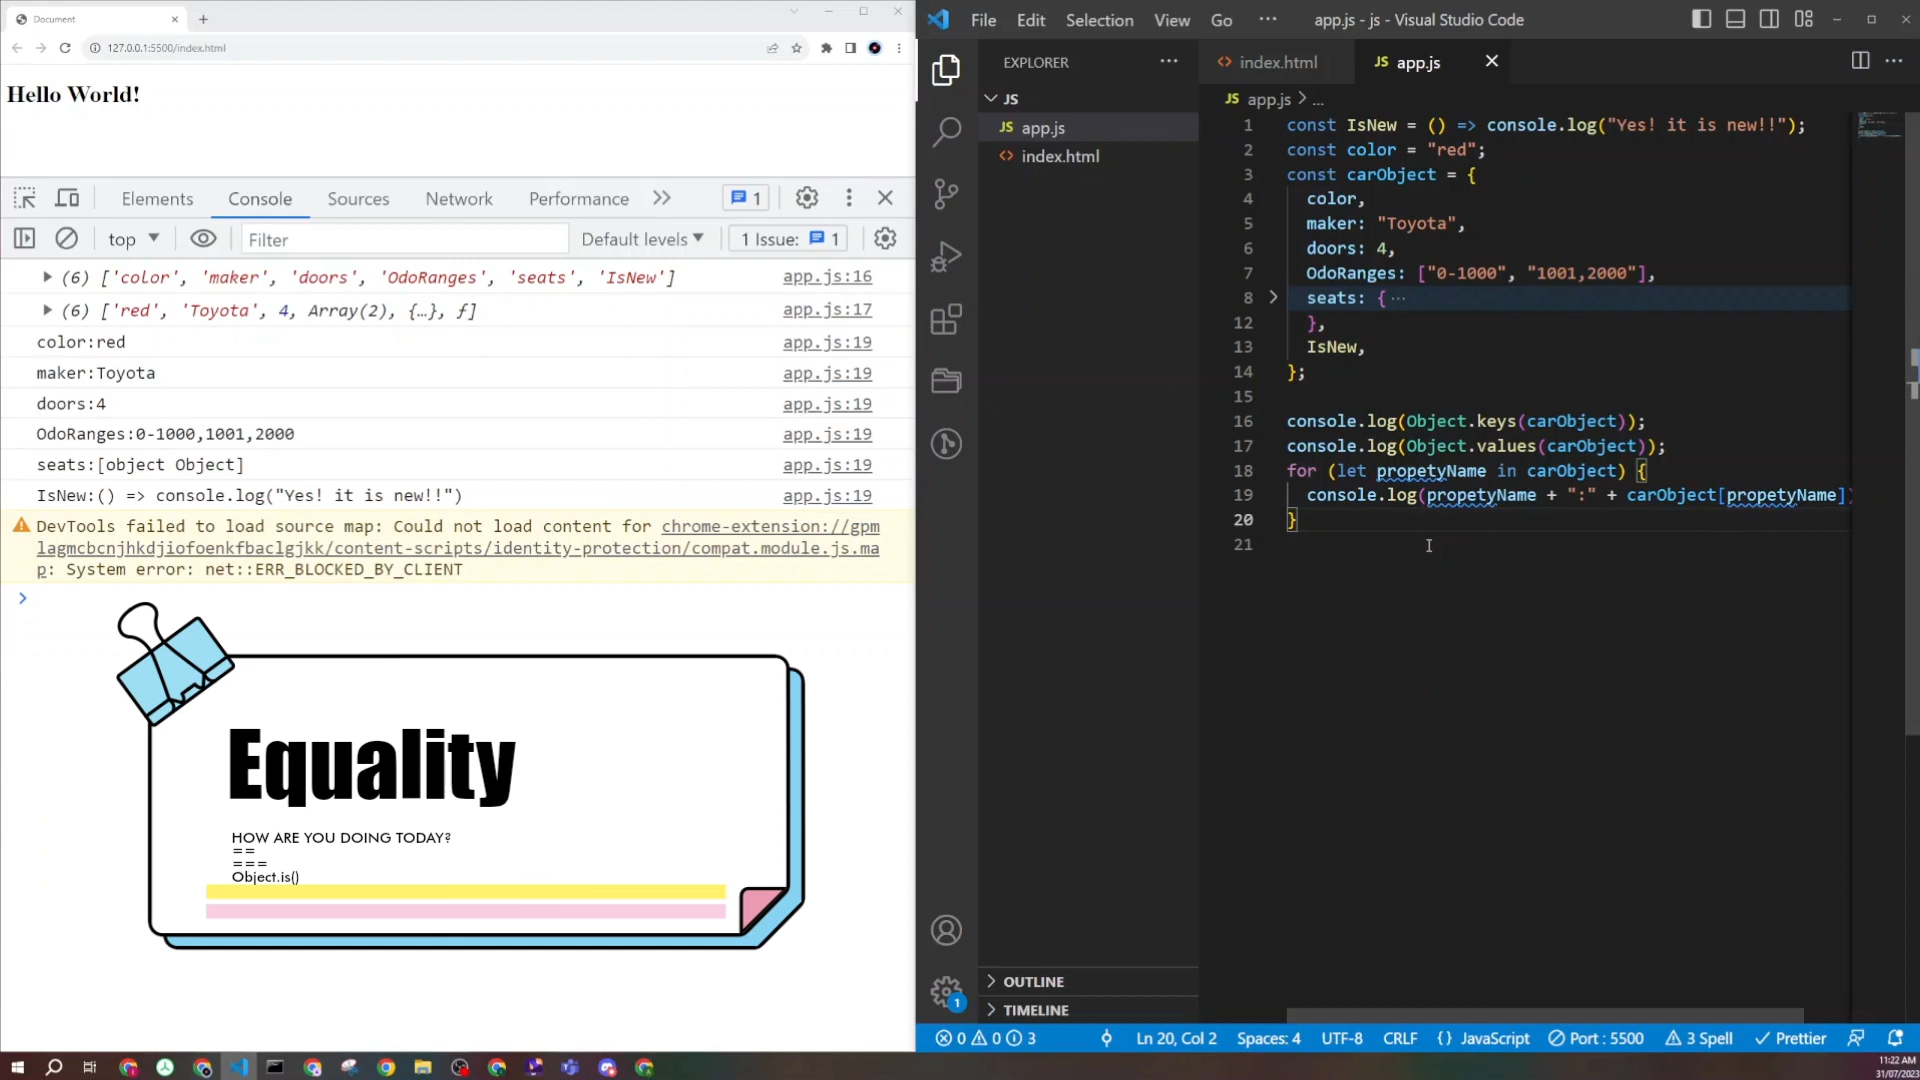 Document
127.0.0.1:5500/index.html
Hello World!
Elements Console Sources Network Performance 1
top Filter Default levels 1 Issue: 1
(6) ['color', 'maker', 'doors', 'OdoRanges', 'seats', 'IsNew'] app.js:16
(6) ['red', 'Toyota', 4, Array(2), {…}, ƒ] app.js:17
color:red app.js:19
maker:Toyota app.js:19
doors:4 app.js:19
OdoRanges:0-1000,1001,2000 app.js:19
seats:[object Object] app.js:19
IsNew:() => console.log("Yes! it is new!!") app.js:19
DevTools failed to load source map: Could not load content for chrome-extension://gpm
lagmcbcnjhkdjiofoenkfbaclgjkk/content-scripts/identity-protection/compat.module.js.ma
p: System error: net::ERR_BLOCKED_BY_CLIENT
Equality
HOW ARE YOU DOING TODAY?
==
===
Object.is()
File Edit Selection View Go ··· app.js - js - Visual Studio Code
EXPLORER ···
JS
JS app.js
<> index.html
OUTLINE
TIMELINE
1
<> index.html JS app.js
JS app.js > ...
1 const IsNew = () => console.log("Yes! it is new!!");
2 const color = "red";
3 const carObject = {
4 color,
5 maker: "Toyota",
6 doors: 4,
7 OdoRanges: ["0-1000", "1001,2000"],
8 seats: { ···
12 },
13 IsNew,
14 };
15
16 console.log(Object.keys(carObject));
17 console.log(Object.values(carObject));
18 for (let propetyName in carObject) {
19 console.log(propetyName + ":" + carObject[propetyName])
20 }
21
0 0 3 Ln 20, Col 2 Spaces: 4 UTF-8 CRLF {} JavaScript Port : 5500 3 Spell Prettier
11:22 AM
31/07/2023